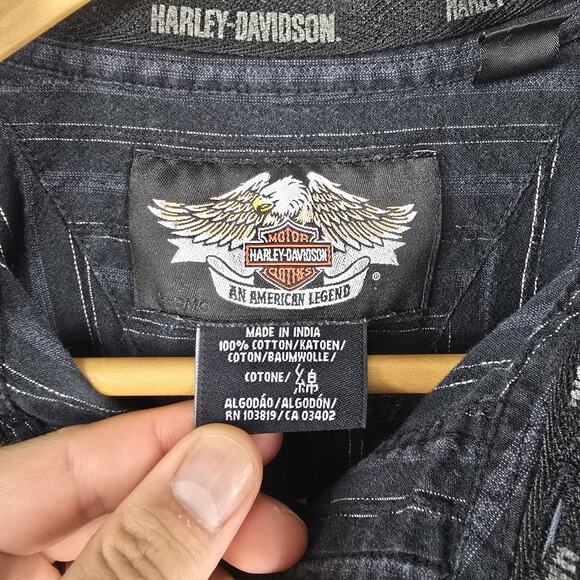 HARLEY-DAVIDSON.
HARLEY
MOTOR
HARLEY-DAVIDSON
CLOTHES
®
AN AMERICAN LEGEND
MADE IN INDIA
100% COTTON/KATOEN/
COTON/BAUMWOLLE/
COTONE/綿
ALGODÃO/ALGODÓN/
RN 103819/CA 03402